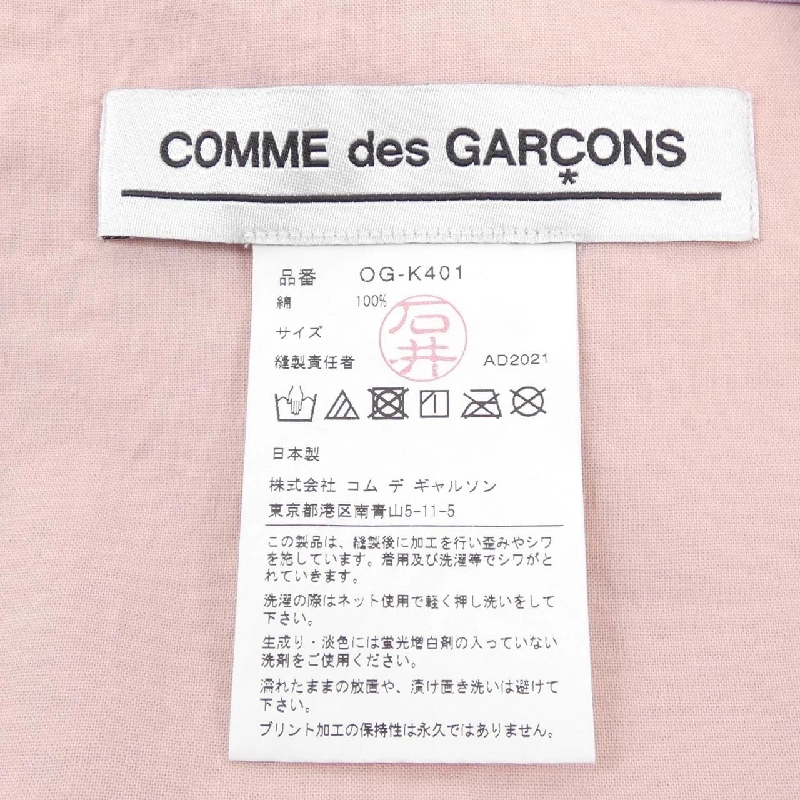 COMME des GARÇONS
*
品番 OG-K401
綿 100%
石井
サイズ
縫製責任者 AD2021
日本製
株式会社 コム デ ギャルソン
東京都港区南青山5-11-5
この製品は、縫製後に加工を行い歪みやシワ
を施しています。着用及び洗濯等でシワがと
れていきます。
洗濯の際はネット使用で軽く押し洗いをして
下さい。
生成り・淡色には蛍光増白剤の入っていない
洗剤をご使用ください。
濡れたままの放置や、漬け置き洗いは避けて
下さい。
プリント加工の保持性は永久ではありません。